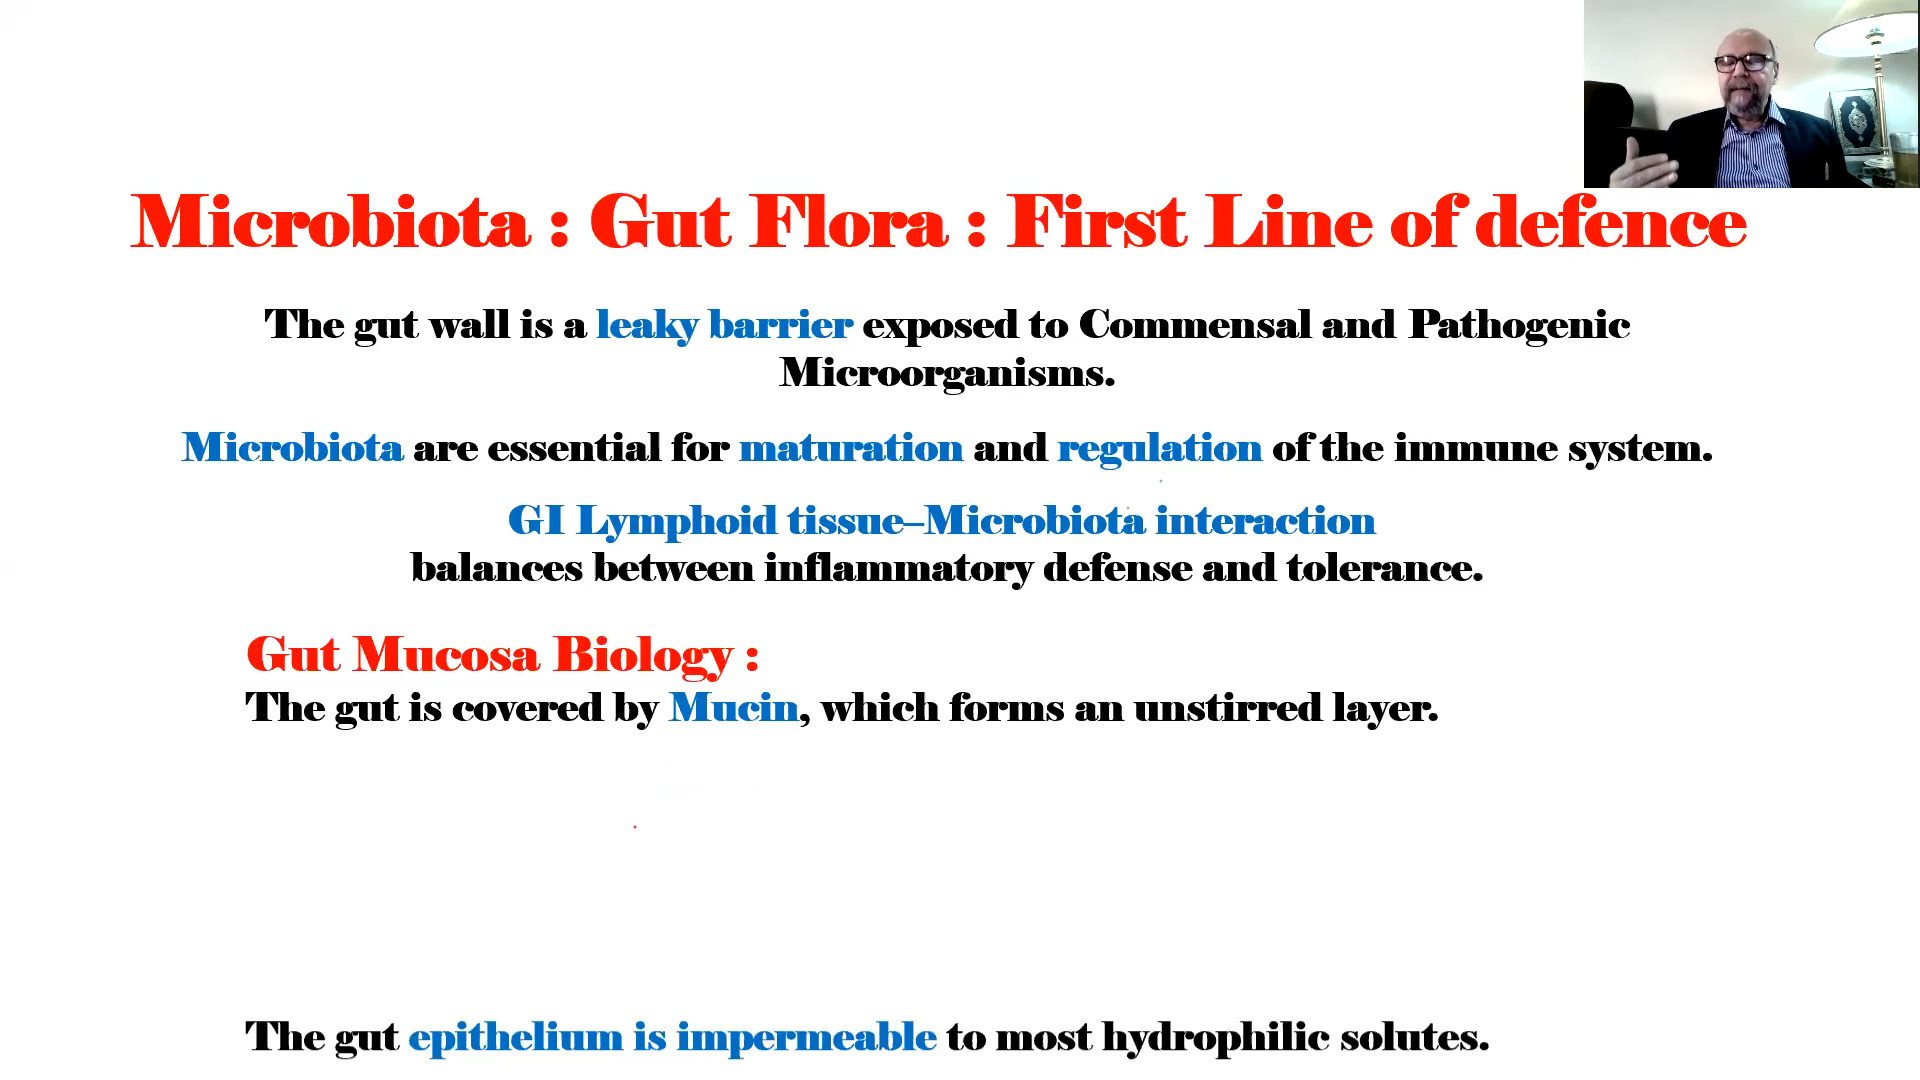 Microbiota : Gut Flora : First Line of defence
The gut wall is a leaky barrier exposed to Commensal and Pathogenic
Microorganisms.
Microbiota are essential for maturation and regulation of the immune system.
GI Lymphoid tissue–Microbiota interaction
balances between inflammatory defense and tolerance.
Gut Mucosa Biology :
The gut is covered by Mucin, which forms an unstirred layer.
The gut epithelium is impermeable to most hydrophilic solutes.